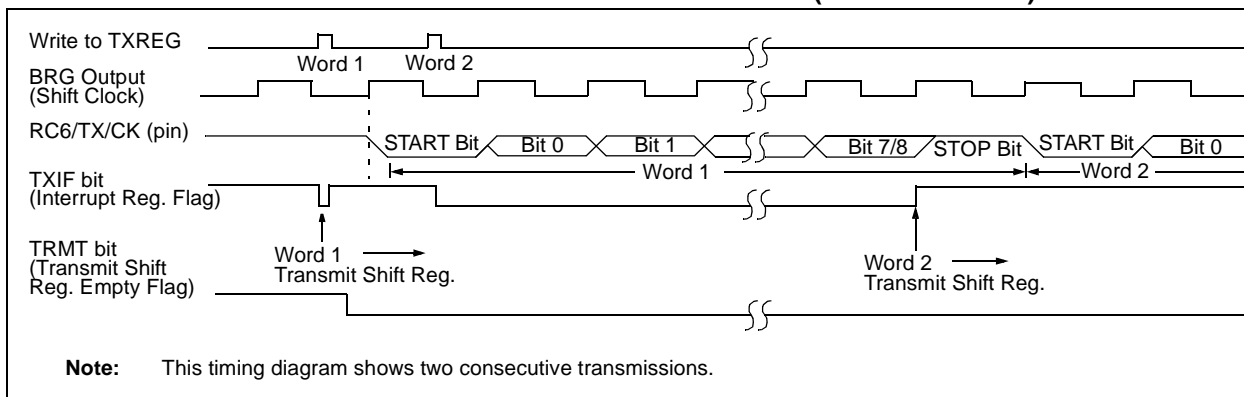 Write to TXREG
Word 1
Word 2
BRG Output
(Shift Clock)
RC6/TX/CK (pin)
START Bit
Bit 0
Bit 1
Bit 7/8
STOP Bit
START Bit
Bit 0
Word 1
Word 2
TXIF bit
(Interrupt Reg. Flag)
Word 1
Transmit Shift Reg.
Word 2
Transmit Shift Reg.
TRMT bit
(Transmit Shift
Reg. Empty Flag)
Note: This timing diagram shows two consecutive transmissions.